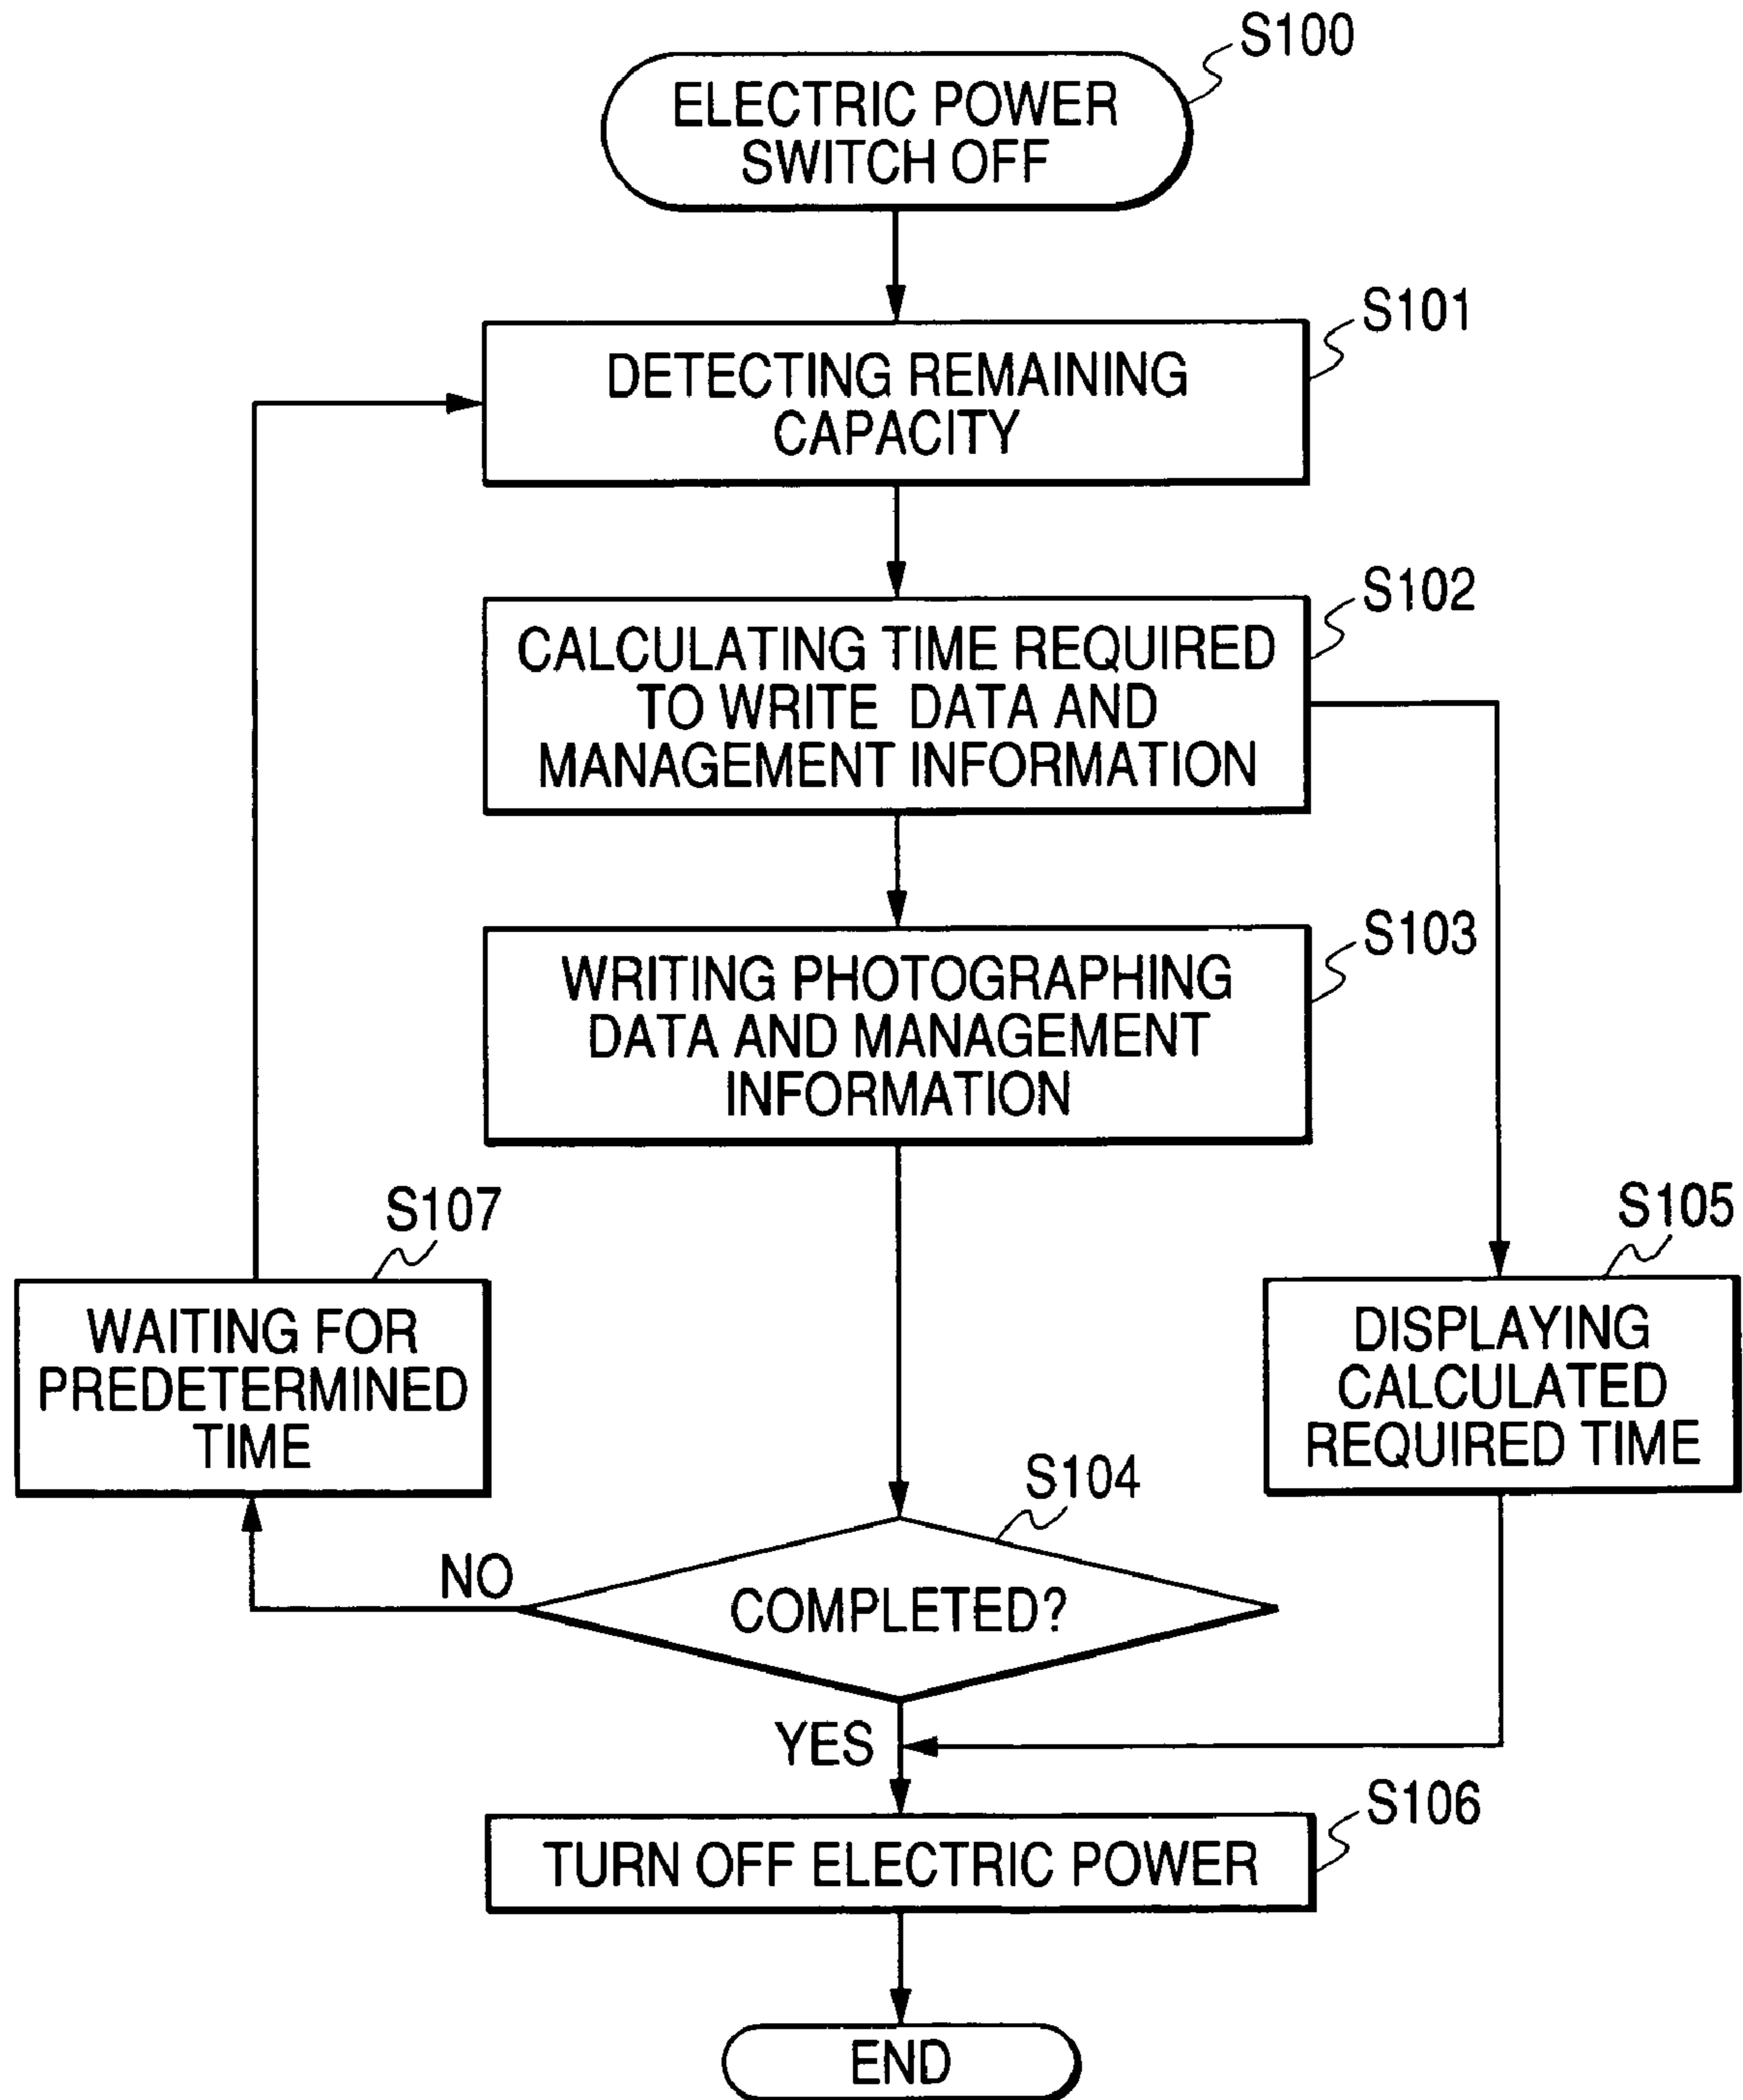 S100
ELECTRIC POWER
SWITCH OFF
S101
DETECTING REMAINING
CAPACITY
S102
CALCULATING TIME REQUIRED
TO WRITE DATA AND
MANAGEMENT INFORMATION
S103
WRITING PHOTOGRAPHING
DATA AND MANAGEMENT
INFORMATION
S107
WAITING FOR
PREDETERMINED
TIME
S105
DISPLAYING
CALCULATED
REQUIRED TIME
S104
NO
COMPLETED?
YES
S106
TURN OFF ELECTRIC POWER
END